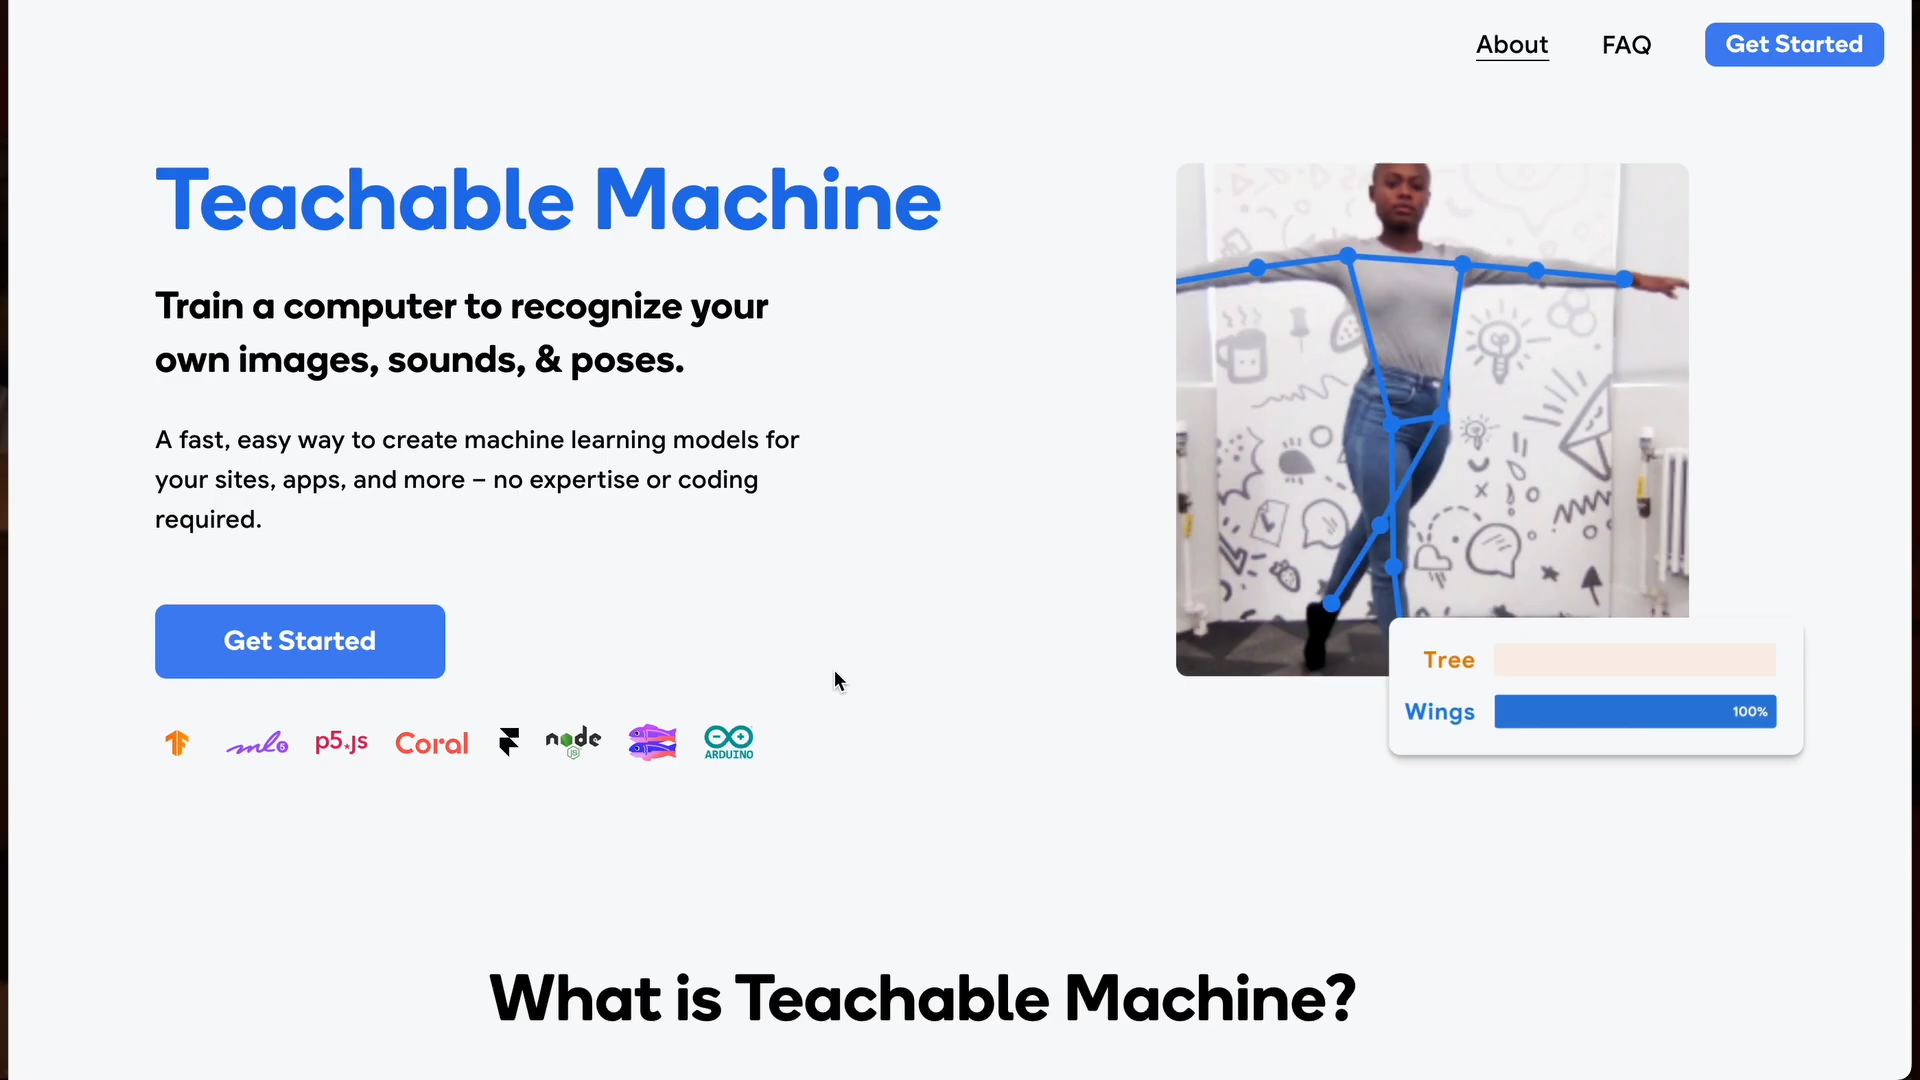 About
FAQ
Get Started
Teachable Machine
Train a computer to recognize your
own images, sounds, & poses.
A fast, easy way to create machine learning models for
your sites, apps, and more – no expertise or coding
required.
Get Started
ml5
p5*js
Coral
node
JS
ARDUINO
Tree
Wings
100%
What is Teachable Machine?